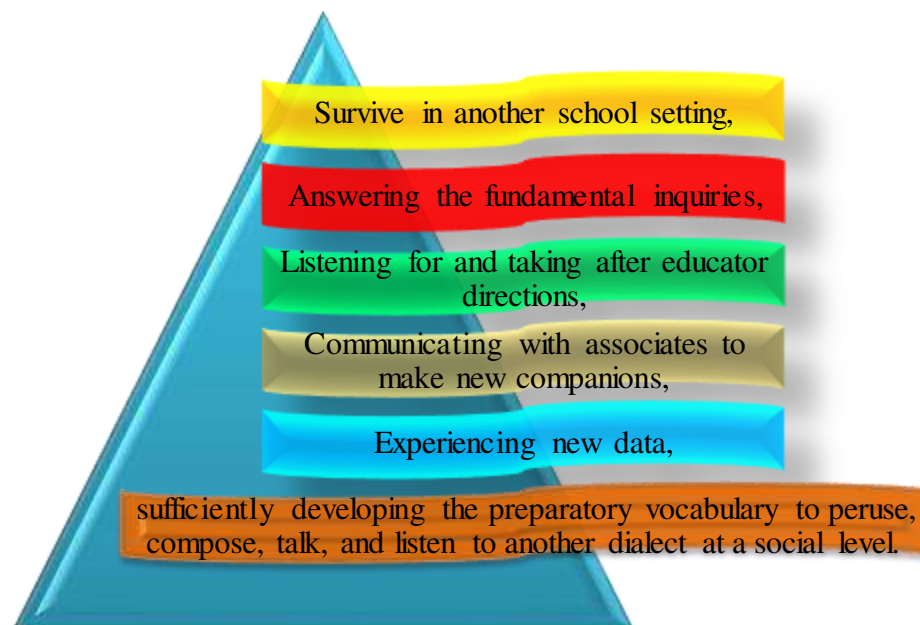 Survive in another school setting,
Answering the fundamental inquiries,
Listening for and taking after educator
directions,
Communicating with associates to
make new companions,
Experiencing new data,
sufficiently developing the preparatory vocabulary to peruse,
compose, talk, and listen to another dialect at a social level.